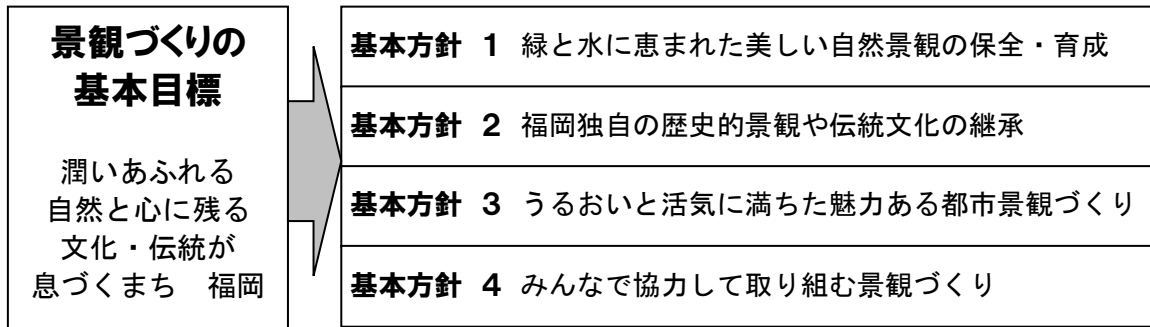 景観づくりの
基本目標
潤いあふれる
自然と心に残る
文化・伝統が
息づくまち　福岡
基本方針 1 緑と水に恵まれた美しい自然景観の保全・育成
基本方針 2 福岡独自の歴史的景観や伝統文化の継承
基本方針 3 うるおいと活気に満ちた魅力ある都市景観づくり
基本方針 4 みんなで協力して取り組む景観づくり